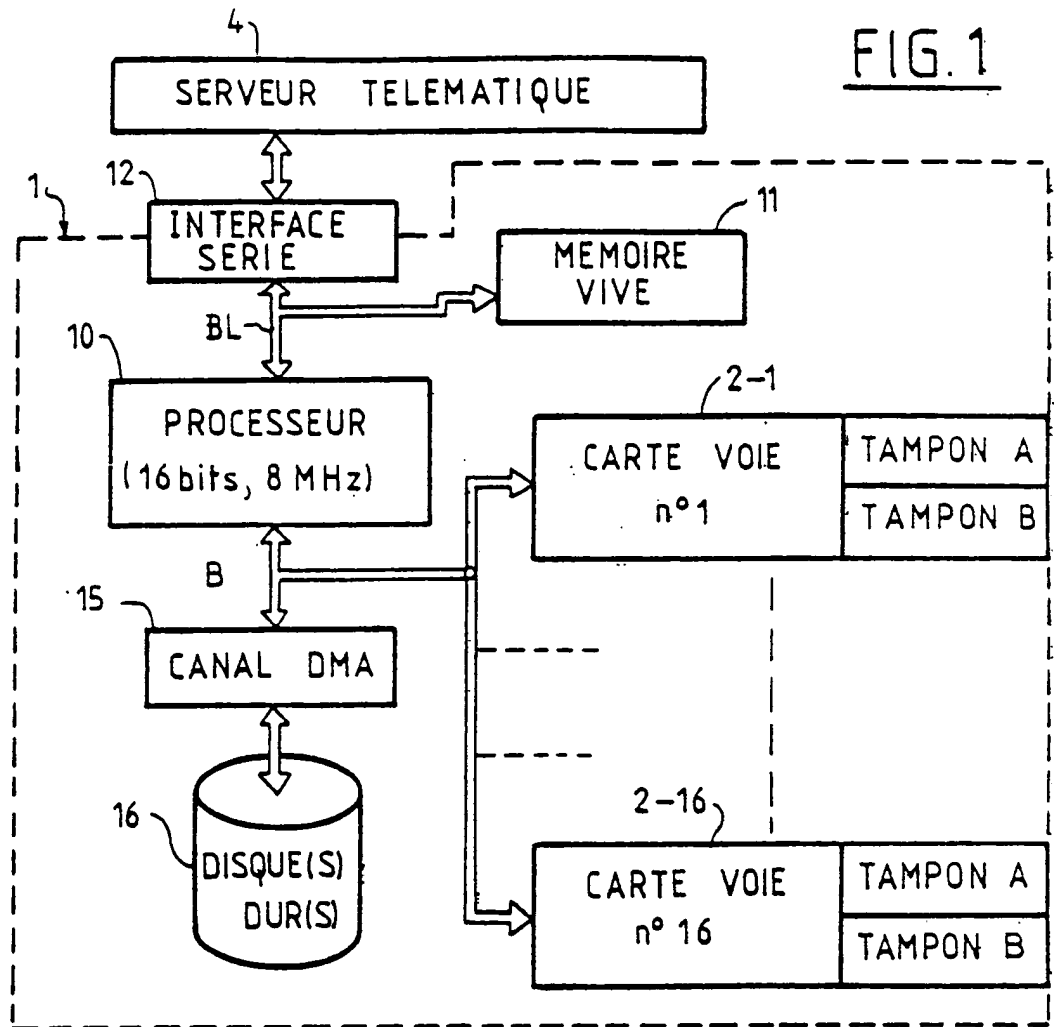 FIG. 1
4
SERVEUR TELEMATIQUE
1
12
INTERFACE
SERIE
11
MEMOIRE
VIVE
BL
10
PROCESSEUR
(16 bits, 8 MHz)
2-1
CARTE VOIE
n° 1
TAMPON A
TAMPON B
B
15
CANAL DMA
16
DISQUE(S)
DUR(S)
2-16
CARTE VOIE
n° 16
TAMPON A
TAMPON B